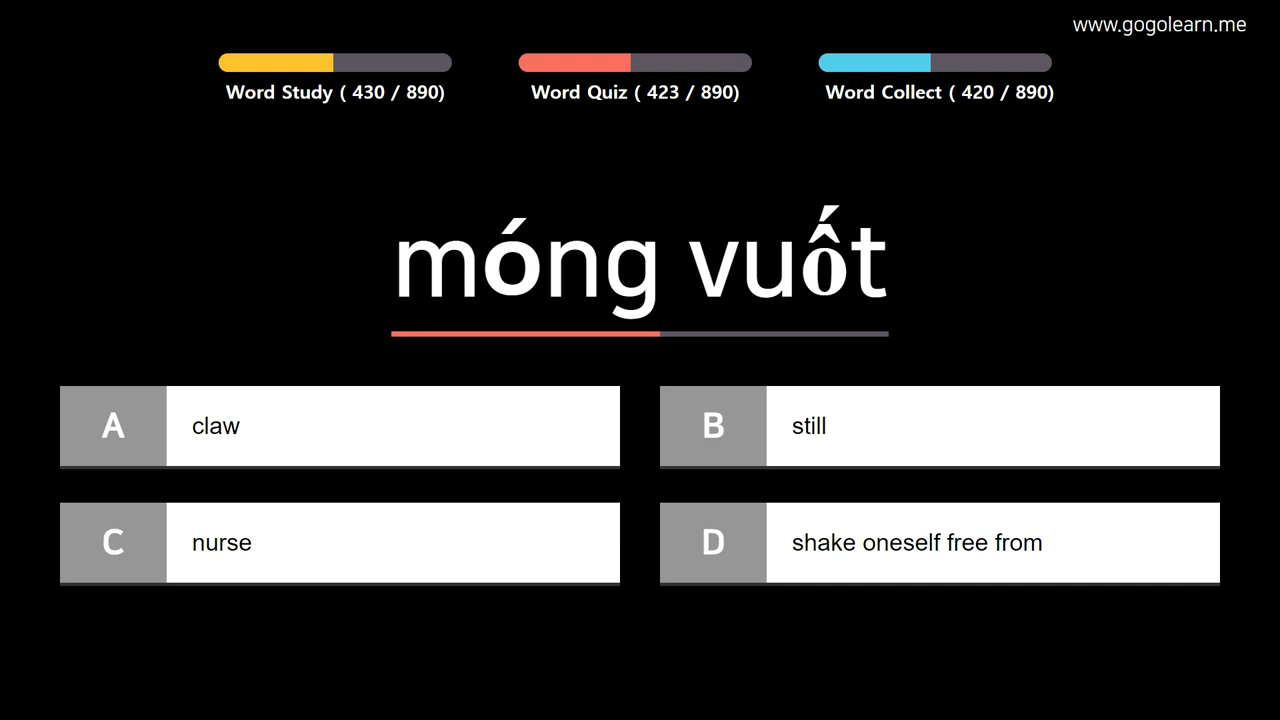 www.gogolearn.me
Word Study ( 430 / 890)
Word Quiz ( 423 / 890)
Word Collect ( 420 / 890)
móng vuốt
A claw
B still
C nurse
D shake oneself free from